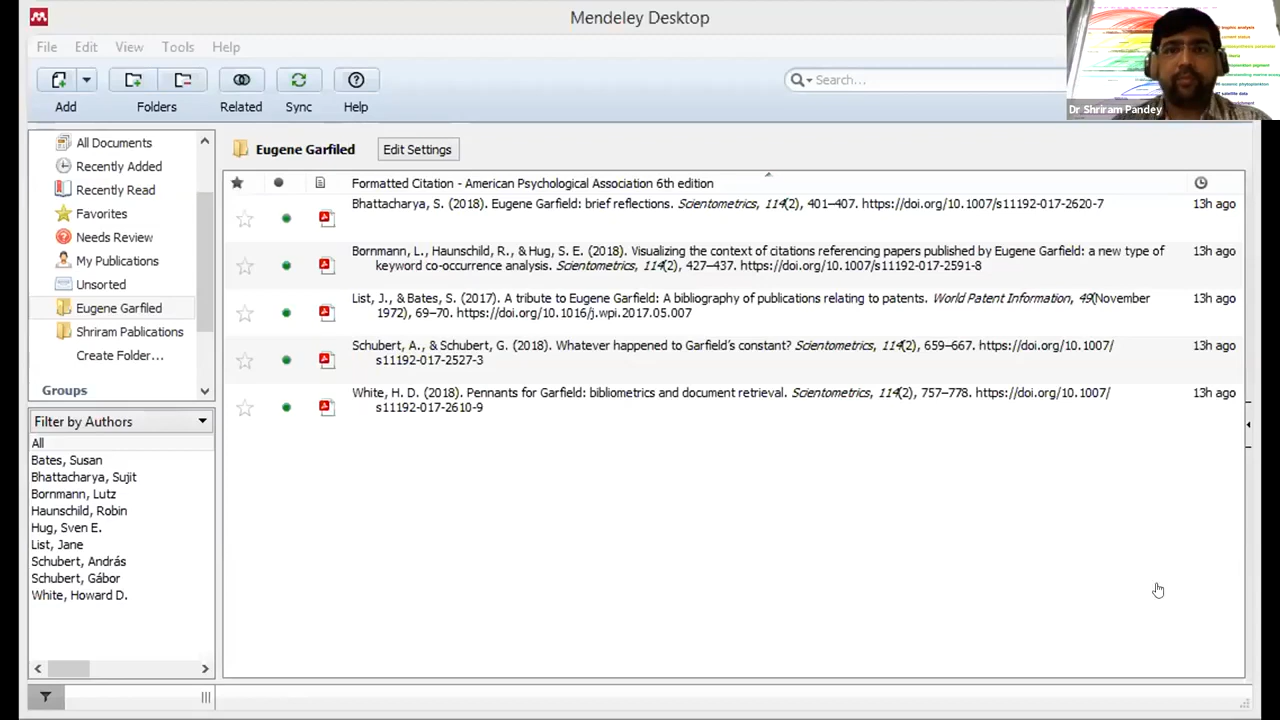 Mendeley Desktop
File Edit View Tools Help
Search...
Add Folders Related Sync Help
Dr Shriram Pandey
All Documents
Recently Added
Recently Read
Favorites
Needs Review
My Publications
Unsorted
Eugene Garfiled
Shriram Pablications
Create Folder...
Groups
Filter by Authors
All
Bates, Susan
Bhattacharya, Sujit
Bornmann, Lutz
Haunschild, Robin
Hug, Sven E.
List, Jane
Schubert, András
Schubert, Gábor
White, Howard D.
Eugene Garfiled Edit Settings
Formatted Citation - American Psychological Association 6th edition
Bhattacharya, S. (2018). Eugene Garfield: brief reflections. Scientometrics, 114(2), 401–407. https://doi.org/10.1007/s11192-017-2620-7 13h ago
Bornmann, L., Haunschild, R., & Hug, S. E. (2018). Visualizing the context of citations referencing papers published by Eugene Garfield: a new type of 13h ago
keyword co-occurrence analysis. Scientometrics, 114(2), 427–437. https://doi.org/10.1007/s11192-017-2591-8
List, J., & Bates, S. (2017). A tribute to Eugene Garfield: A bibliography of publications relating to patents. World Patent Information, 49(November 13h ago
1972), 69–70. https://doi.org/10.1016/j.wpi.2017.05.007
Schubert, A., & Schubert, G. (2018). Whatever happened to Garfield's constant? Scientometrics, 114(2), 659–667. https://doi.org/10.1007/ 13h ago
s11192-017-2527-3
White, H. D. (2018). Pennants for Garfield: bibliometrics and document retrieval. Scientometrics, 114(2), 757–778. https://doi.org/10.1007/ 13h ago
s11192-017-2610-9